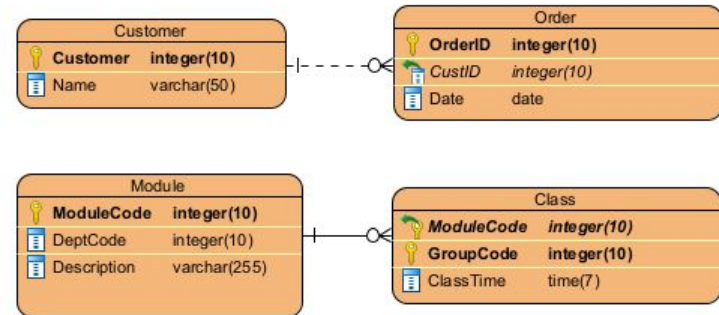 Customer
Customer integer(10)
Name varchar(50)
Order
OrderID integer(10)
CustID integer(10)
Date date
Module
ModuleCode integer(10)
DeptCode integer(10)
Description varchar(255)
Class
ModuleCode integer(10)
GroupCode integer(10)
ClassTime time(7)